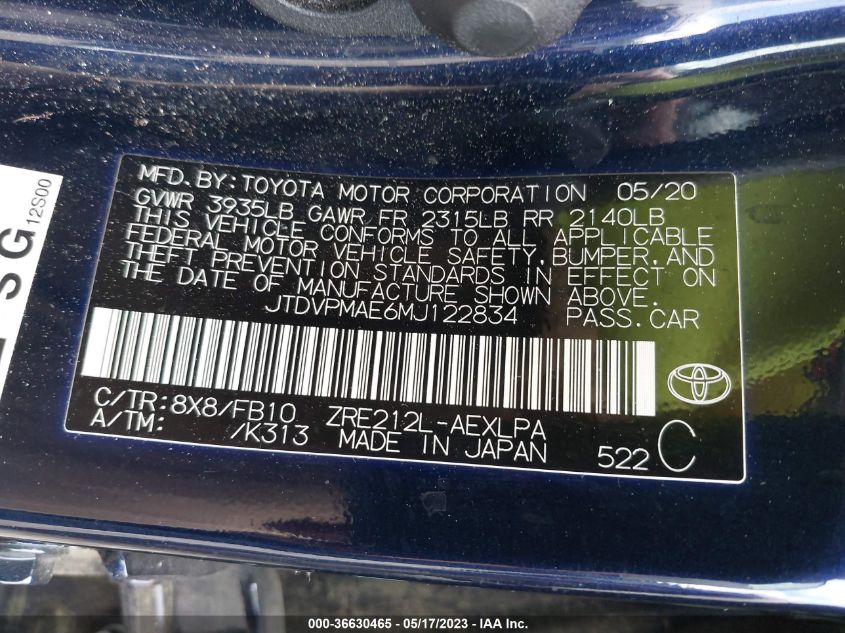 MFD.BY:TOYOTA MOTOR CORPORATION 05/20
GVWR 3935LB GAWR FR 2315LB RR 2140LB
THIS VEHICLE CONFORMS TO ALL APPLICABLE
FEDERAL MOTOR VEHICLE SAFETY,BUMPER,AND
THEFT PREVENTION STANDARDS IN EFFECT ON
THE DATE OF MANUFACTURE SHOWN ABOVE.
JTDVPMAE6MJ122834 PASS.CAR
C/TR:8X8/FB10 ZRE212L-AEXLPA
A/TM: /K313 MADE IN JAPAN 522 C
SG
12S00
000-36630465 - 05/17/2023 - IAA Inc.